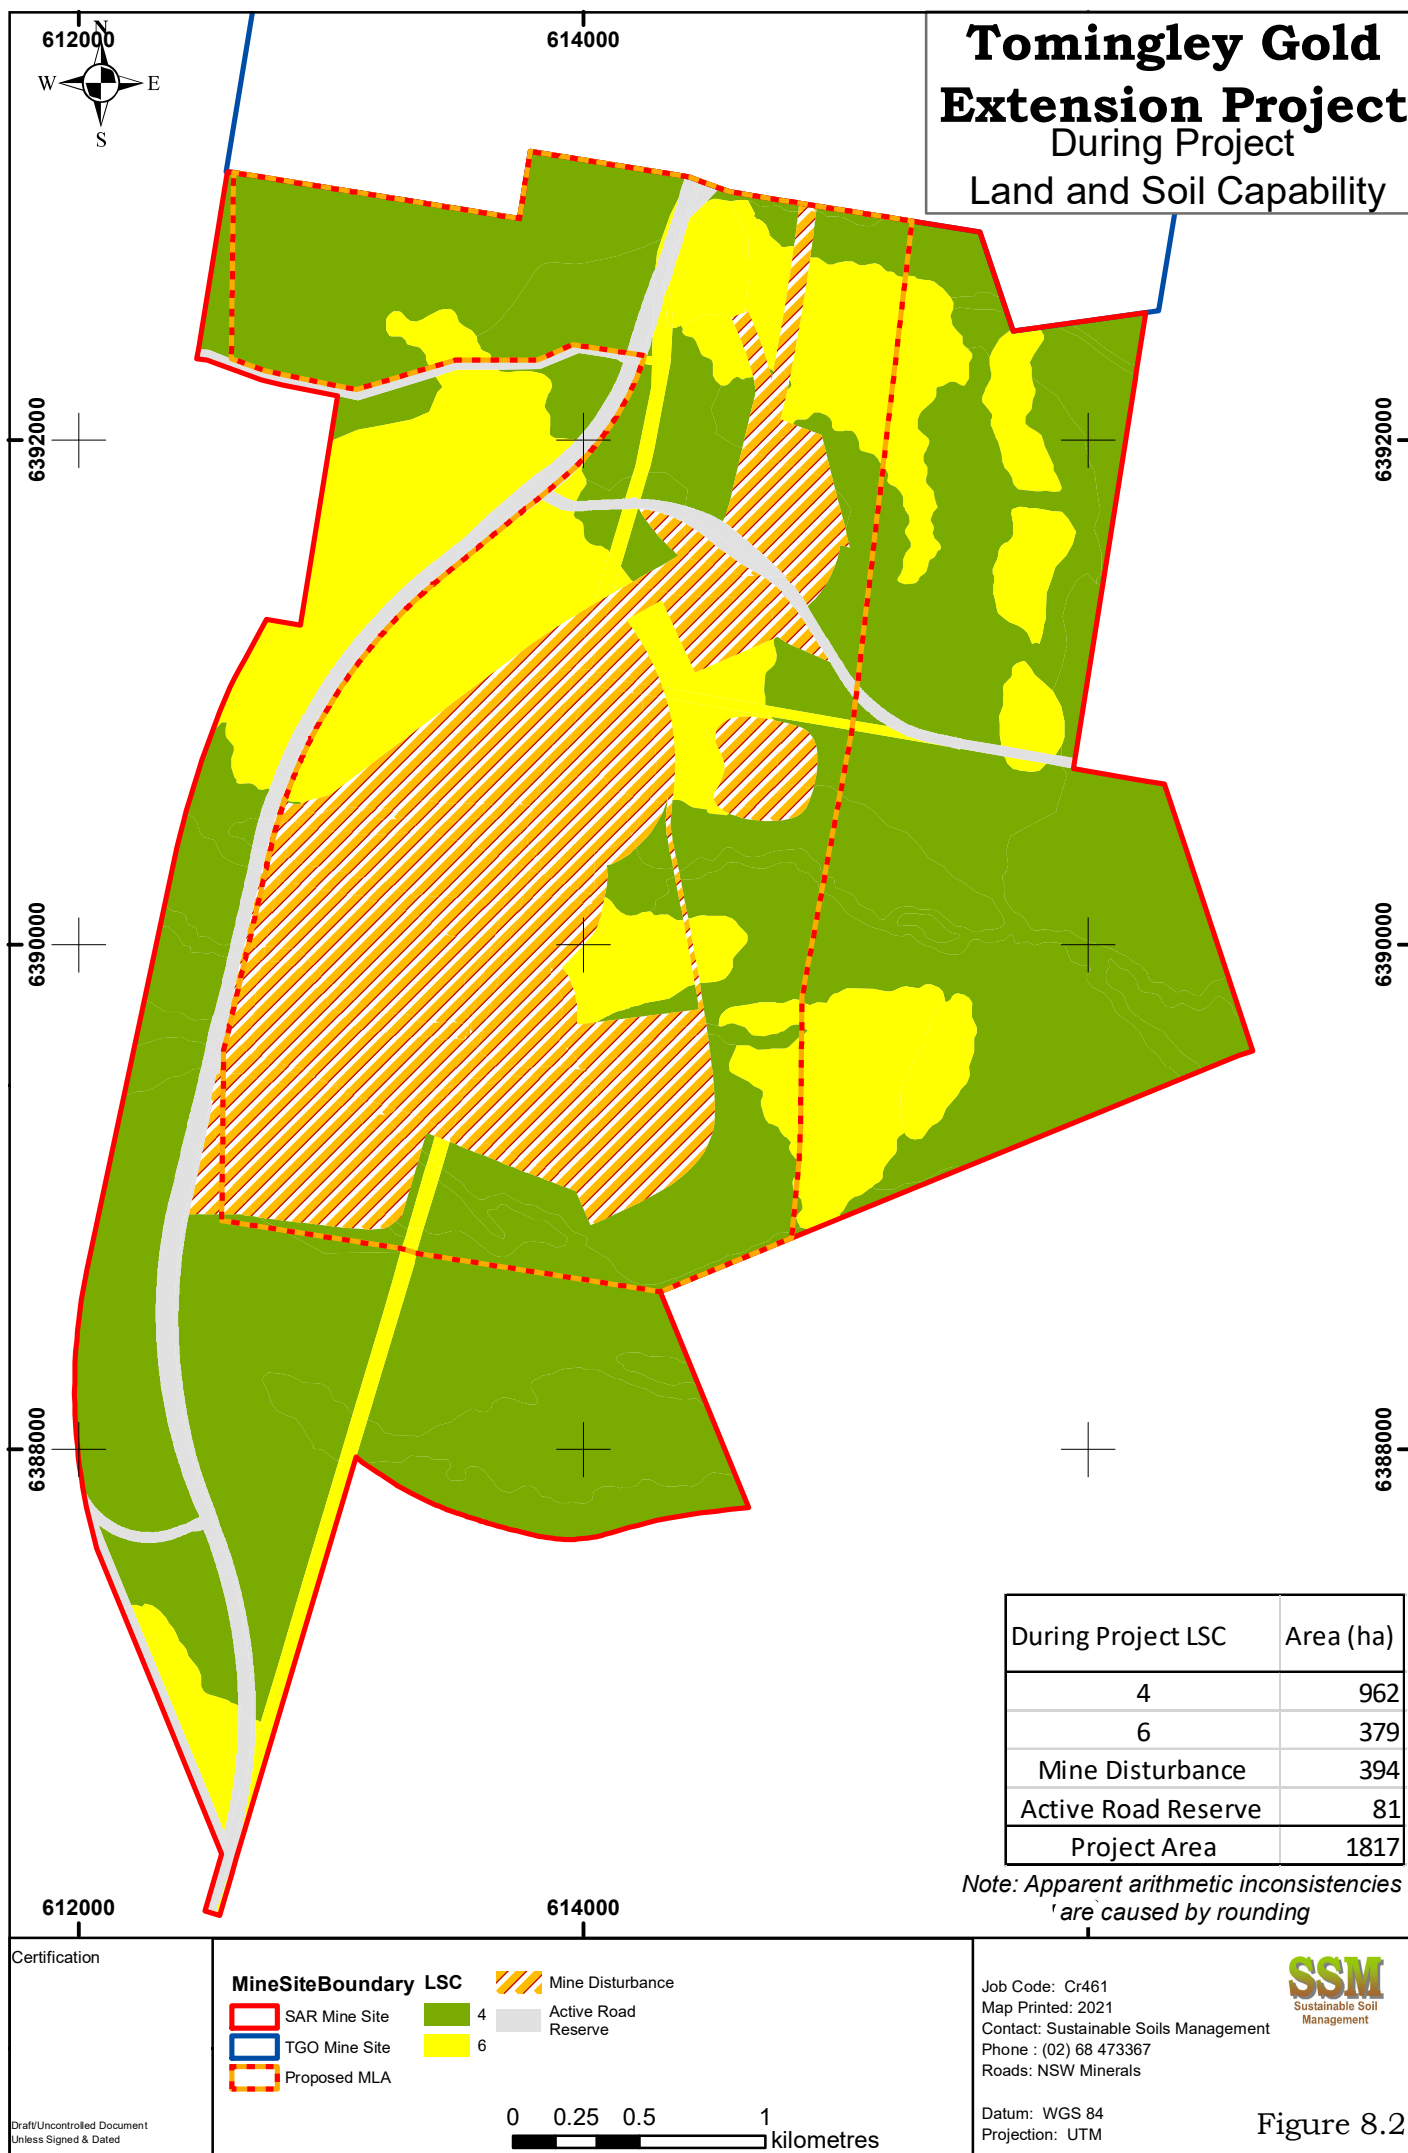 Tomingley Gold
Extension Project
During Project
Land and Soil Capability
612000
614000
N
W E
S
6392000
6392000
6390000
6390000
6388000
6388000
During Project LSC Area (ha)
4 962
6 379
Mine Disturbance 394
Active Road Reserve 81
Project Area 1817
Note: Apparent arithmetic inconsistencies
are caused by rounding
612000
614000
Certification
Draft/Uncontrolled Document
Unless Signed & Dated
MineSiteBoundary
SAR Mine Site
TGO Mine Site
Proposed MLA
LSC
4
6
Mine Disturbance
Active Road
Reserve
0 0.25 0.5 1
kilometres
Job Code: Cr461
Map Printed: 2021
Contact: Sustainable Soils Management
Phone : (02) 68 473367
Roads: NSW Minerals
Datum: WGS 84
Projection: UTM
SSM
Sustainable Soil
Management
Figure 8.2